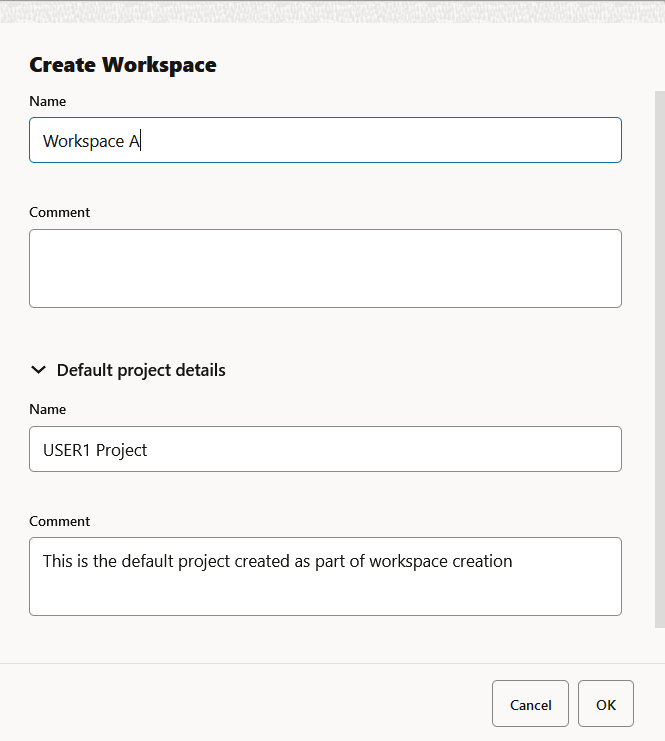 Create Workspace
Name
Workspace A
Comment
Default project details
Name
USER1 Project
Comment
This is the default project created as part of workspace creation
Cancel OK